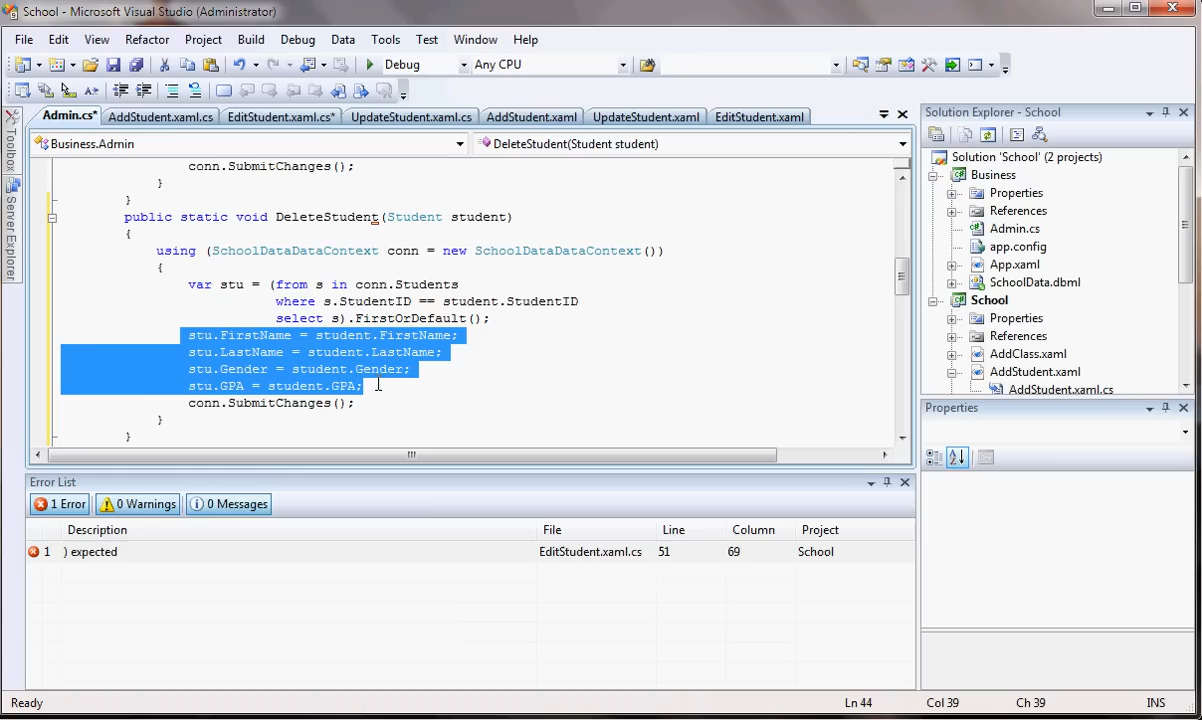 School - Microsoft Visual Studio (Administrator)
File Edit View Refactor Project Build Debug Data Tools Test Window Help
Debug Any CPU
Admin.cs* AddStudent.xaml.cs EditStudent.xaml.cs* UpdateStudent.xaml.cs AddStudent.xaml UpdateStudent.xaml EditStudent.xaml
Business.Admin DeleteStudent(Student student)
conn.SubmitChanges();
}
}
public static void DeleteStudent(Student student)
{
using (SchoolDataDataContext conn = new SchoolDataDataContext())
{
var stu = (from s in conn.Students
where s.StudentID == student.StudentID
select s).FirstOrDefault();
stu.FirstName = student.FirstName;
stu.LastName = student.LastName;
stu.Gender = student.Gender;
stu.GPA = student.GPA;
conn.SubmitChanges();
}
}
Toolbox
Server Explorer
Solution Explorer - School
Solution 'School' (2 projects)
Business
Properties
References
Admin.cs
app.config
App.xaml
SchoolData.dbml
School
Properties
References
AddClass.xaml
AddStudent.xaml
AddStudent.xaml.cs
Properties
Error List
1 Error 0 Warnings 0 Messages
Description File Line Column Project
1 ) expected EditStudent.xaml.cs 51 69 School
Ready Ln 44 Col 39 Ch 39 INS